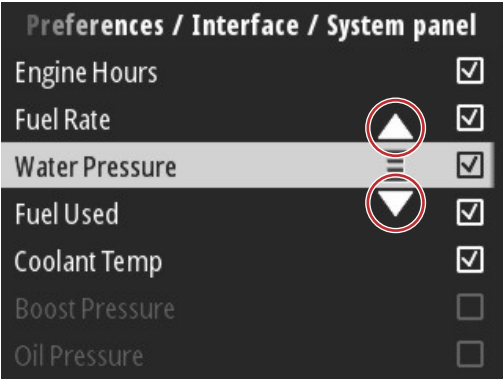 Preferences / Interface / System panel
Engine Hours
Fuel Rate
Water Pressure
Fuel Used
Coolant Temp
Boost Pressure
Oil Pressure